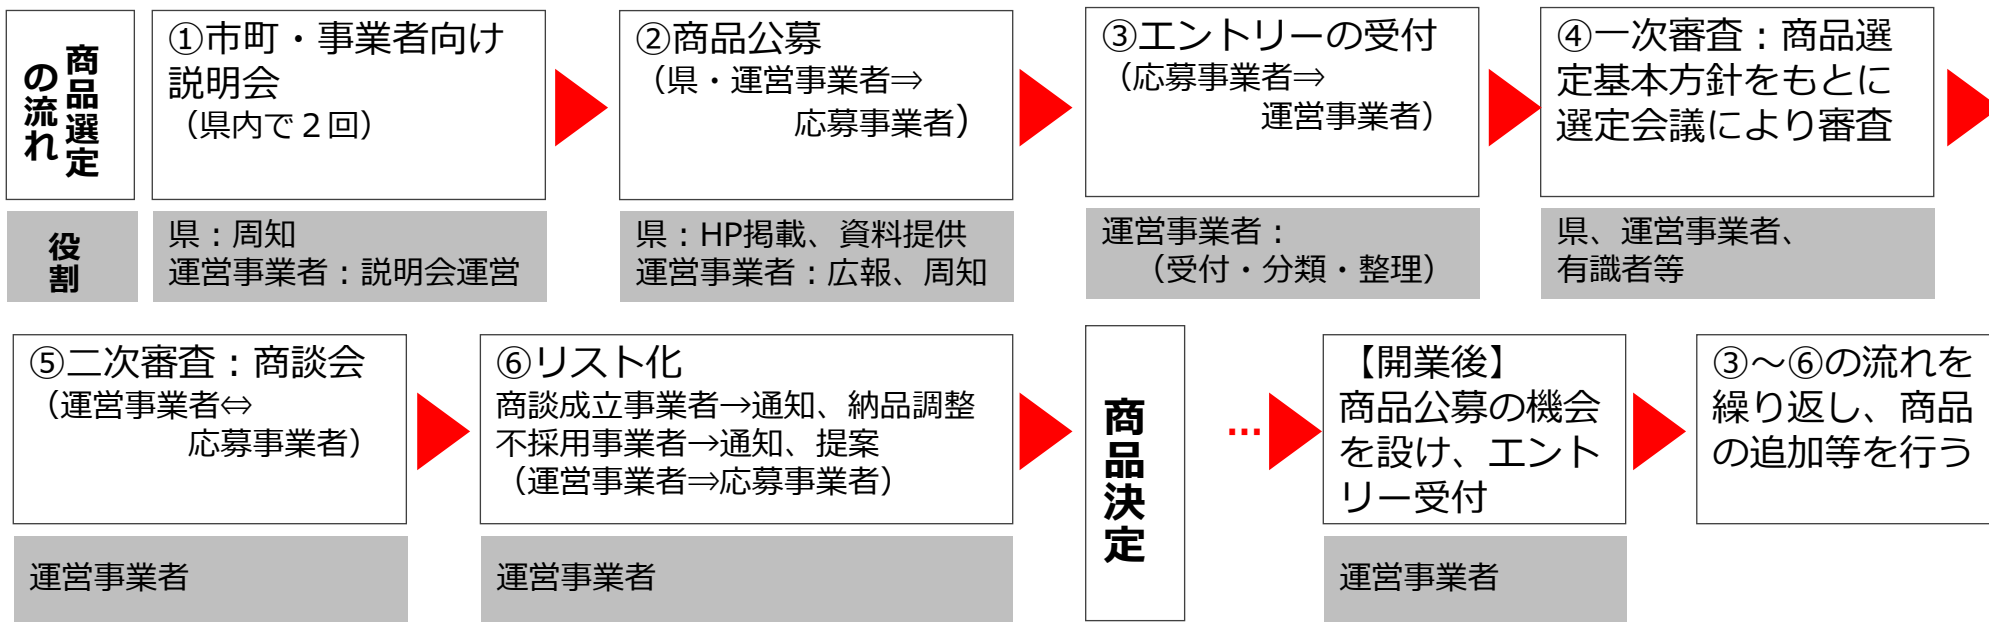 商品選定
の流れ
①市町・事業者向け
説明会
（県内で２回）
②商品公募
（県・運営事業者⇒
応募事業者）
③エントリーの受付
（応募事業者⇒
運営事業者）
④一次審査：商品選
定基本方針をもとに
選定会議により審査
役割
県：周知
運営事業者：説明会運営
県：HP掲載、資料提供
運営事業者：広報、周知
運営事業者：
（受付・分類・整理）
県、運営事業者、
有識者等
⑤二次審査：商談会
（運営事業者⇔
応募事業者）
⑥リスト化
商談成立事業者→通知、納品調整
不採用事業者→通知、提案
（運営事業者⇒応募事業者）
商品決定
…
【開業後】
商品公募の機会
を設け、エント
リー受付
③～⑥の流れを
繰り返し、商品
の追加等を行う
運営事業者
運営事業者
運営事業者